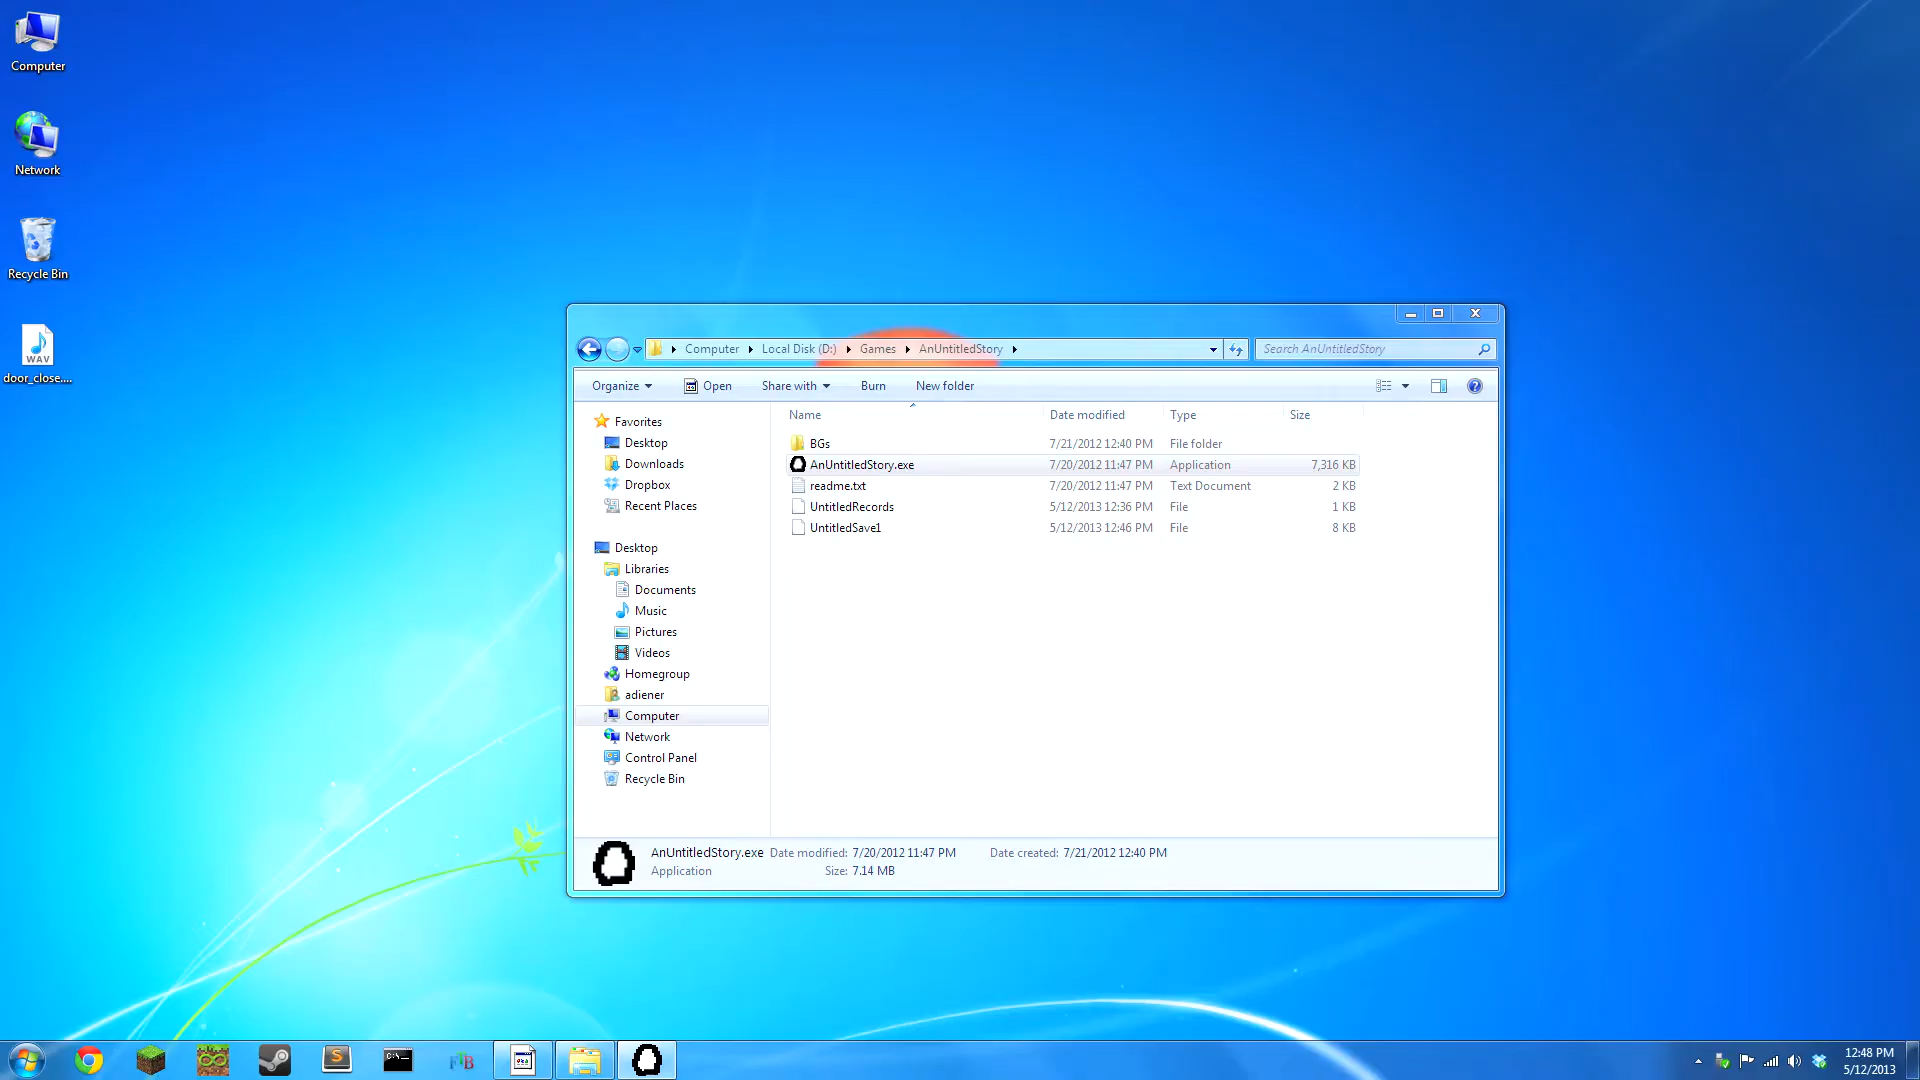 Computer
Network
Recycle Bin
WAV
door_close....
Computer Local Disk (D:) Games AnUntitledStory
Search AnUntitledStory
Organize Open Share with Burn New folder
Name Date modified Type Size
BGs 7/21/2012 12:40 PM File folder
AnUntitledStory.exe 7/20/2012 11:47 PM Application 7,316 KB
readme.txt 7/20/2012 11:47 PM Text Document 2 KB
UntitledRecords 5/12/2013 12:36 PM File 1 KB
UntitledSave1 5/12/2013 12:46 PM File 8 KB
Favorites
Desktop
Downloads
Dropbox
Recent Places
Desktop
Libraries
Documents
Music
Pictures
Videos
Homegroup
adiener
Computer
Network
Control Panel
Recycle Bin
AnUntitledStory.exe Date modified: 7/20/2012 11:47 PM Date created: 7/21/2012 12:40 PM
Application Size: 7.14 MB
S
C:\_
FTB
12:48 PM
5/12/2013